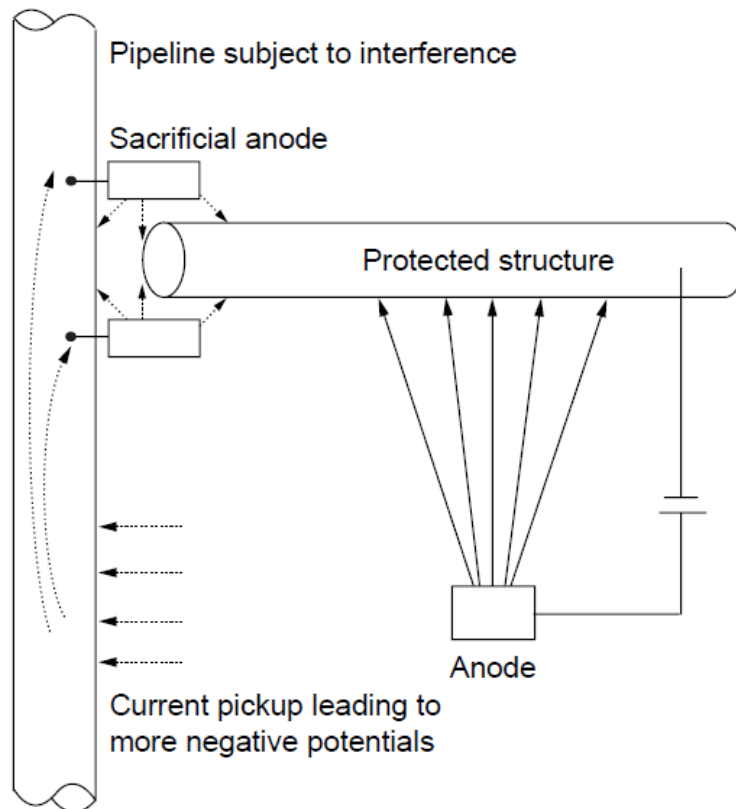 Pipeline subject to interference
Sacrificial anode
Protected structure
Anode
Current pickup leading to
more negative potentials